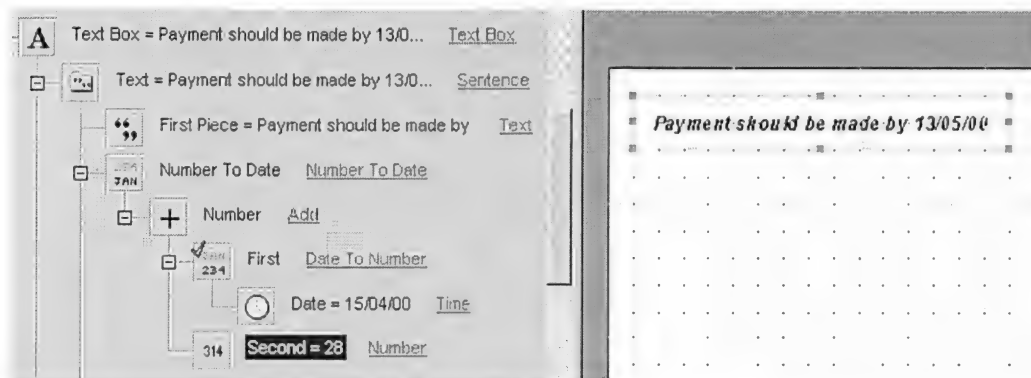 A Text Box = Payment should be made by 13/0... Text Box
Text = Payment should be made by 13/0... Sentence
First Piece = Payment should be made by Text
JAN Number To Date Number To Date
+ Number Add
234 First Date To Number
Date = 15/04/00 Time
314 Second = 28 Number
Payment should be made by 13/05/00